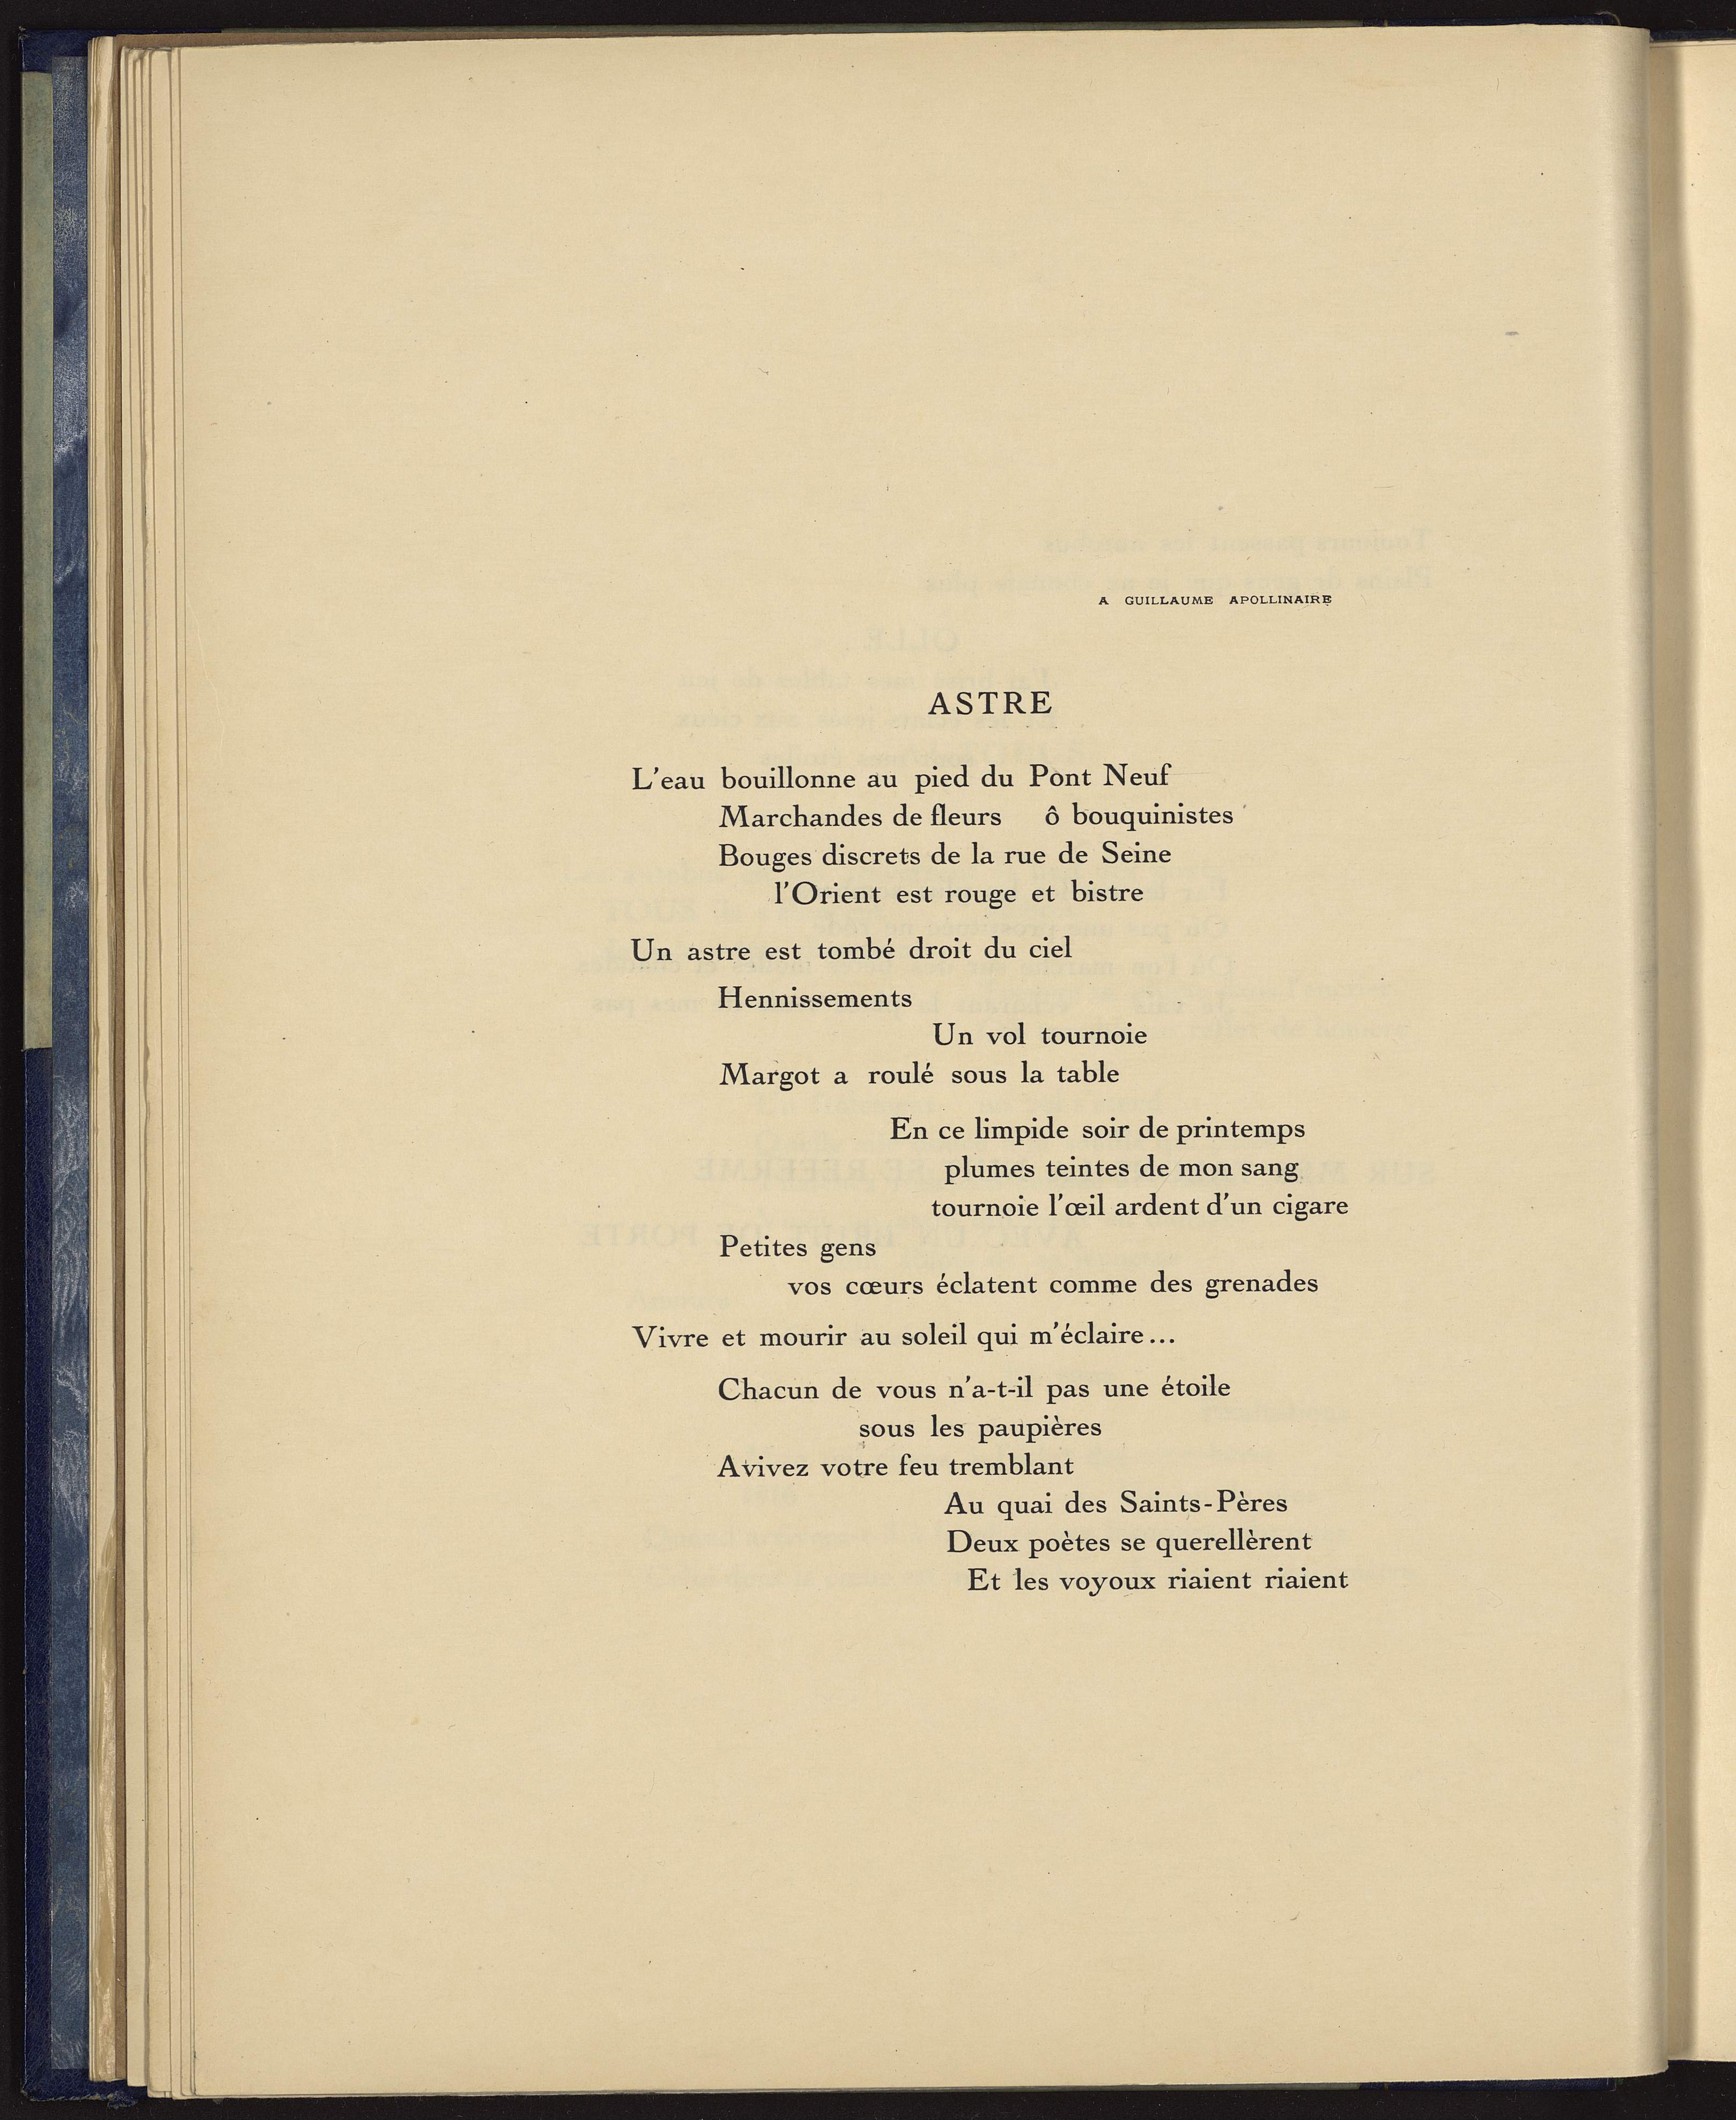 A GUILLAUME APOLLINAIRE
ASTRE
L'eau bouillonne au pied du Pont Neuf
Marchandes de fleurs ô bouquinistes
Bouges discrets de la rue de Seine
l'Orient est rouge et bistre
Un astre est tombé droit du ciel
Hennissements
Un vol tournoie
Margot a roulé sous la table
En ce limpide soir de printemps
plumes teintes de mon sang
tournoie l'œil ardent d'un cigare
Petites gens
vos cœurs éclatent comme des grenades
Vivre et mourir au soleil qui m'éclaire...
Chacun de vous n'a-t-il pas une étoile
sous les paupières
Avivez votre feu tremblant
Au quai des Saints-Pères
Deux poètes se querellèrent
Et les voyoux riaient riaient